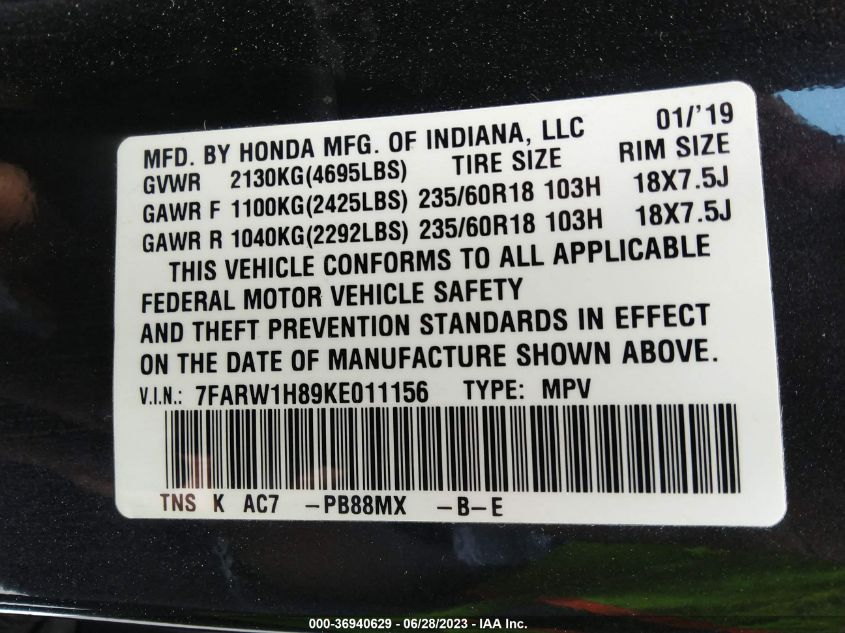 MFD. BY HONDA MFG. OF INDIANA, LLC 01/'19
GVWR 2130KG(4695LBS) TIRE SIZE RIM SIZE
GAWR F 1100KG(2425LBS) 235/60R18 103H 18X7.5J
GAWR R 1040KG(2292LBS) 235/60R18 103H 18X7.5J
THIS VEHICLE CONFORMS TO ALL APPLICABLE
FEDERAL MOTOR VEHICLE SAFETY
AND THEFT PREVENTION STANDARDS IN EFFECT
ON THE DATE OF MANUFACTURE SHOWN ABOVE.
V.I.N.: 7FARW1H89KE011156 TYPE: MPV
TNS K AC7 -PB88MX -B-E
000-36940629 - 06/28/2023 - IAA Inc.